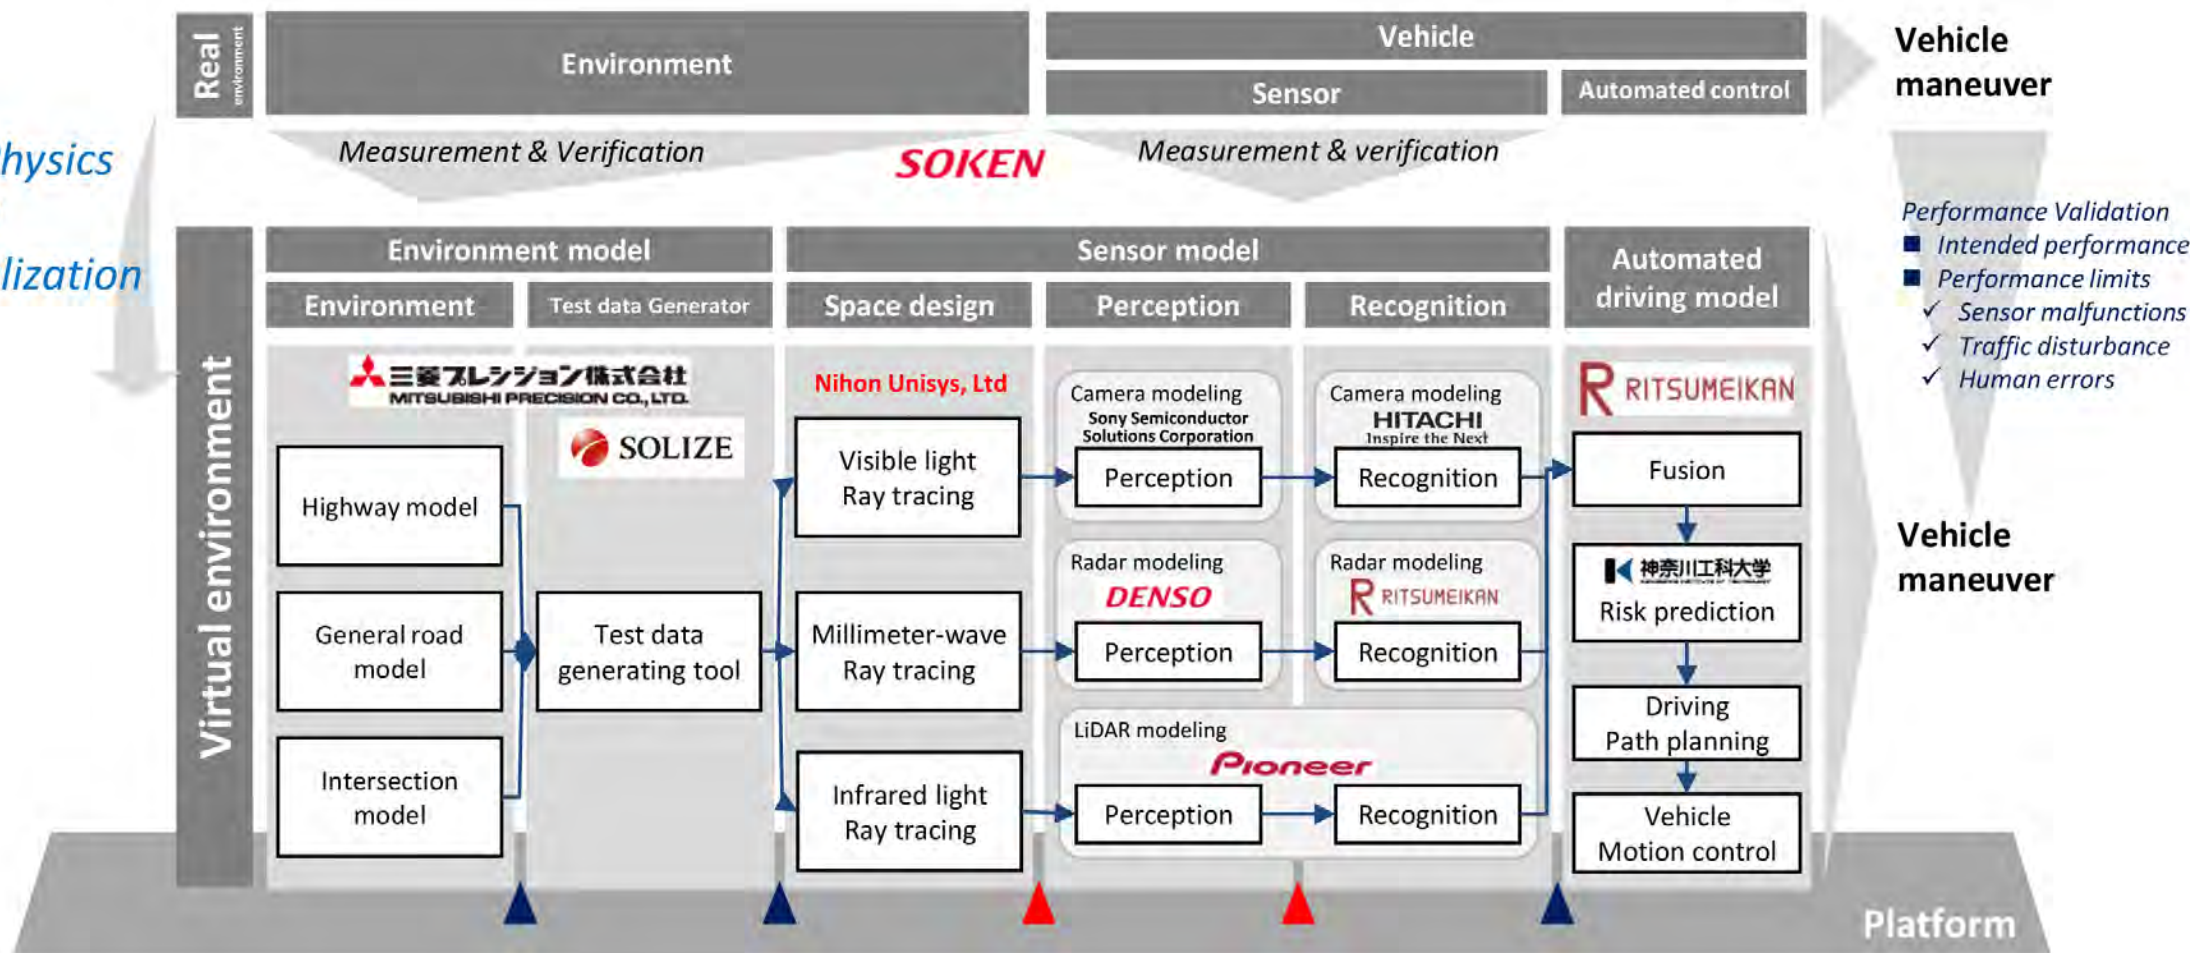 Real
environment
Environment
Vehicle
Sensor
Automated control
Vehicle
maneuver
hysics
lization
Measurement & Verification
SOKEN
Measurement & verification
Performance Validation
Intended performance
Performance limits
Sensor malfunctions
Traffic disturbance
Human errors
Virtual environment
Environment model
Sensor model
Automated
driving model
Environment
Test data Generator
Space design
Perception
Recognition
三菱プレシジョン株式会社
MITSUBISHI PRECISION CO., LTD.
SOLIZE
Nihon Unisys, Ltd
Camera modeling
Sony Semiconductor
Solutions Corporation
Perception
Camera modeling
HITACHI
Inspire the Next
Recognition
RITSUMEIKAN
Highway model
General road
model
Intersection
model
Test data
generating tool
Visible light
Ray tracing
Millimeter-wave
Ray tracing
Infrared light
Ray tracing
Radar modeling
DENSO
Perception
Radar modeling
RITSUMEIKAN
Recognition
LiDAR modeling
Pioneer
Perception
Recognition
Fusion
神奈川工科大学
Risk prediction
Driving
Path planning
Vehicle
Motion control
Vehicle
maneuver
Platform